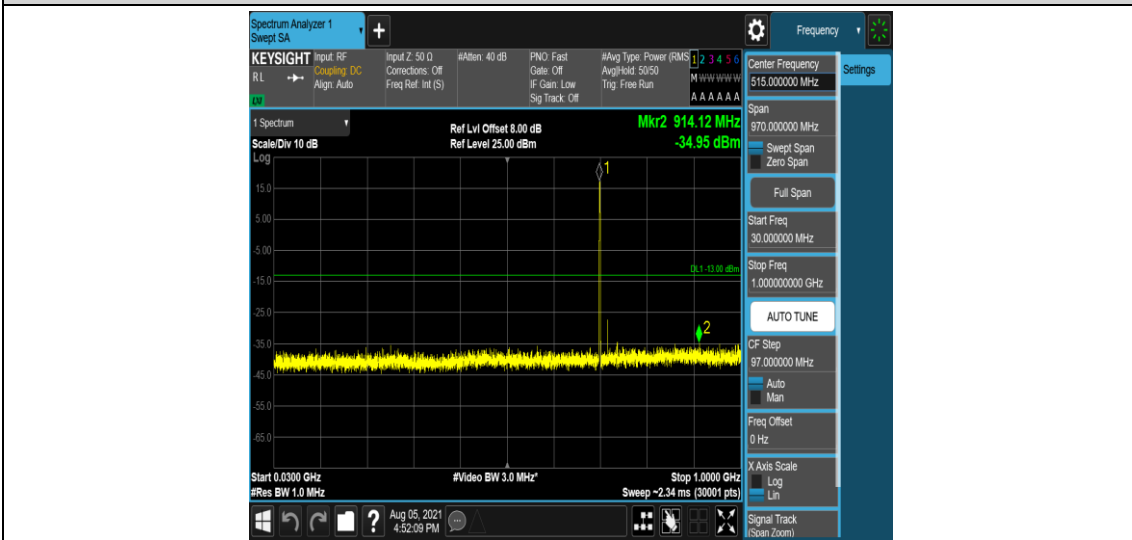 Spectrum Analyzer 1
Swept SA
+
Frequency
KEYSIGHT
RL
LXI
Input: RF
Coupling: DC
Align: Auto
Input Z: 50 Ω
Corrections: Off
Freq Ref: Int (S)
#Atten: 40 dB
PNO: Fast
Gate: Off
IF Gain: Low
Sig Track: Off
#Avg Type: Power (RMS
Avg|Hold: 50/50
Trig: Free Run
1 2 3 4 5 6
M W W W W W
A A A A A A
1 Spectrum
Scale/Div 10 dB
Log
Ref Lvl Offset 8.00 dB
Ref Level 25.00 dBm
Mkr2 914.12 MHz
-34.95 dBm
1
15.0
5.00
-5.00
DL1 -13.00 dBm
-15.0
-25.0
2
-35.0
-45.0
-55.0
-65.0
Start 0.0300 GHz
#Video BW 3.0 MHz*
Stop 1.0000 GHz
#Res BW 1.0 MHz
Sweep ~2.34 ms (30001 pts)
?
Aug 05, 2021
4:52:09 PM
Center Frequency
515.000000 MHz
Settings
Span
970.000000 MHz
Swept Span
Zero Span
Full Span
Start Freq
30.000000 MHz
Stop Freq
1.000000000 GHz
AUTO TUNE
CF Step
97.000000 MHz
Auto
Man
Freq Offset
0 Hz
X Axis Scale
Log
Lin
Signal Track
(Span Zoom)